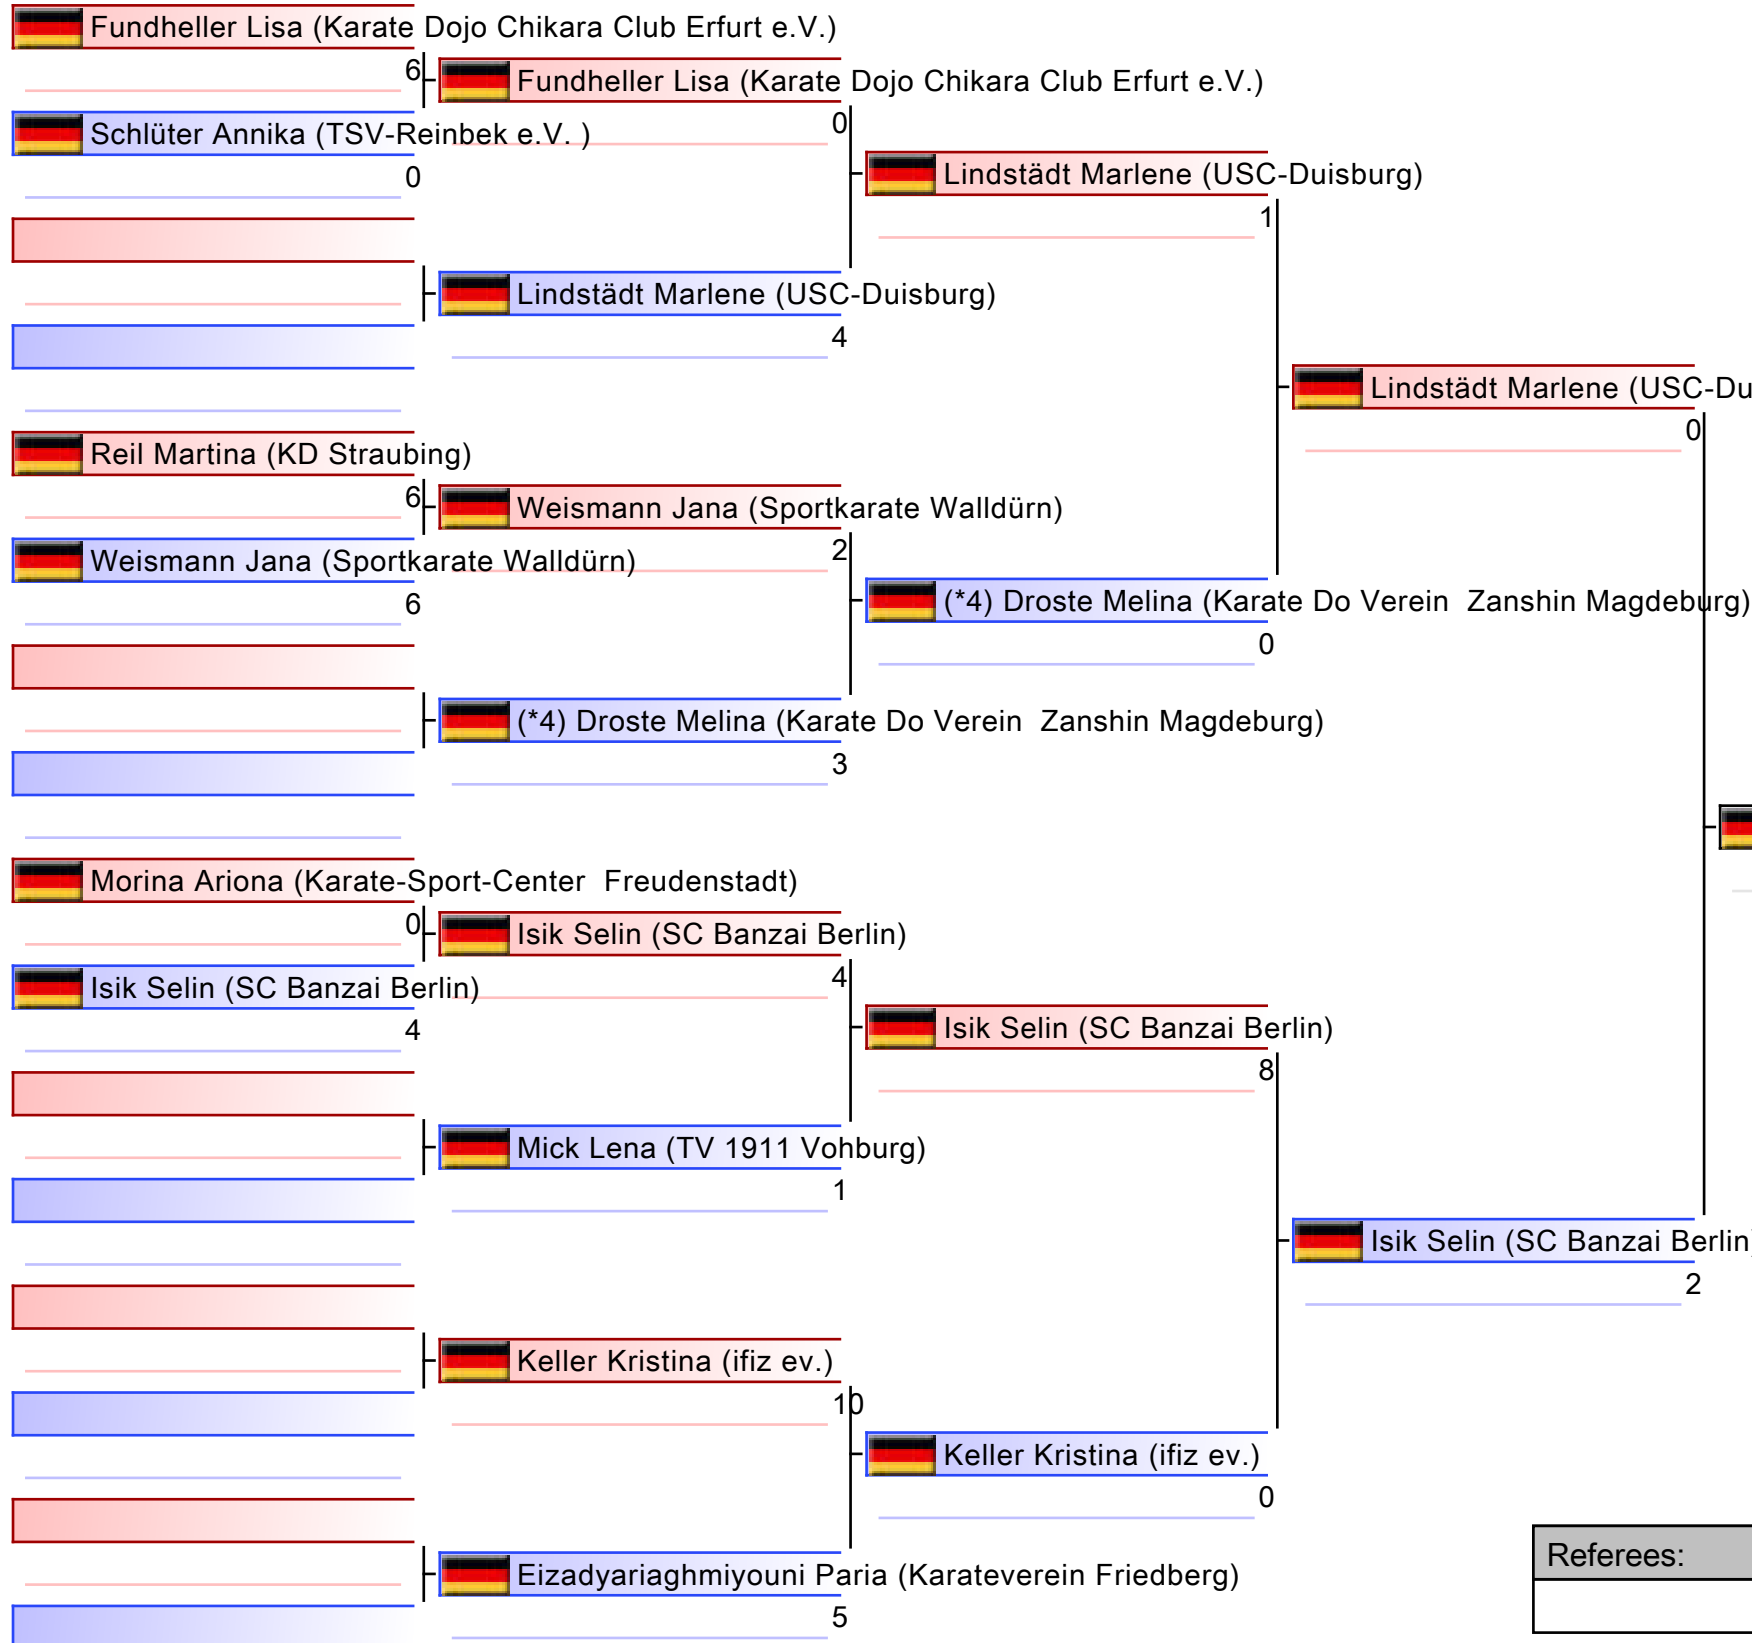 Fundheller Lisa (Karate Dojo Chikara Club Erfurt e.V.)
6
Fundheller Lisa (Karate Dojo Chikara Club Erfurt e.V.)
0
Schlüter Annika (TSV-Reinbek e.V. )
0
Lindstädt Marlene (USC-Duisburg)
1
Lindstädt Marlene (USC-Duisburg)
4
Lindstädt Marlene (USC-Du
0
Reil Martina (KD Straubing)
6
Weismann Jana (Sportkarate Walldürn)
2
Weismann Jana (Sportkarate Walldürn)
6
(*4) Droste Melina (Karate Do Verein  Zanshin Magdeburg)
0
(*4) Droste Melina (Karate Do Verein  Zanshin Magdeburg)
3
Morina Ariona (Karate-Sport-Center  Freudenstadt)
0
Isik Selin (SC Banzai Berlin)
4
Isik Selin (SC Banzai Berlin)
4
Isik Selin (SC Banzai Berlin)
8
Mick Lena (TV 1911 Vohburg)
1
Isik Selin (SC Banzai Berlin)
2
Keller Kristina (ifiz ev.)
10
Keller Kristina (ifiz ev.)
0
Eizadyariaghmiyouni Paria (Karateverein Friedberg)
5
Referees: